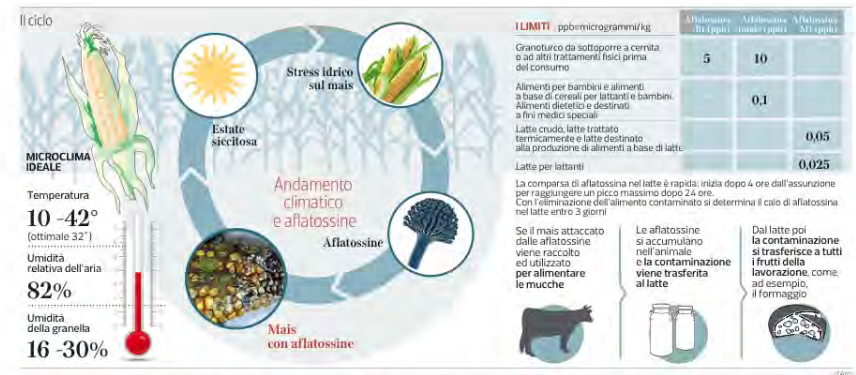 Il ciclo
MICROCLIMA
IDEALE
Temperatura
10 -42°
(ottimale 32°)
Umidità
relativa dell'aria
82%
Umidità
della granella
16 -30%
Estate
siccitosa
Stress idrico
sul mais
Andamento
climatico
e aflatossine
Aflatossine
Mais
con aflatossine
I LIMITI ppb=microgrammi/kg
Aflatossina Aflatossina Aflatossina
B1 (ppb) (ppb) M1 (ppb)
Granoturco da sottoporre a cernita
o ad altri trattamenti fisici prima
del consumo
5 10
Alimenti per bambini e alimenti
a base di cereali per lattanti e bambini.
Alimenti dietetici e destinati
a fini medici speciali
0,1
Latte crudo, latte trattato
termicamente e latte destinato
alla produzione di alimenti a base di latte
0,05
Latte per lattanti
0,025
La comparsa di aflatossina nel latte è rapida: inizia dopo 4 ore dall'assunzione
per raggiungere un picco massimo dopo 24 ore.
Con l'eliminazione dell'alimento contaminato si determina il calo di aflatossina
nel latte entro 3 giorni
Se il mais attaccato
dalle aflatossine
viene raccolto
ed utilizzato
per alimentare
le mucche
Le aflatossine
si accumulano
nell'animale
e la contaminazione
viene trasferita
al latte
Dal latte poi
la contaminazione
si trasferisce a tutti
i frutti della
lavorazione, come,
ad esempio,
il formaggio